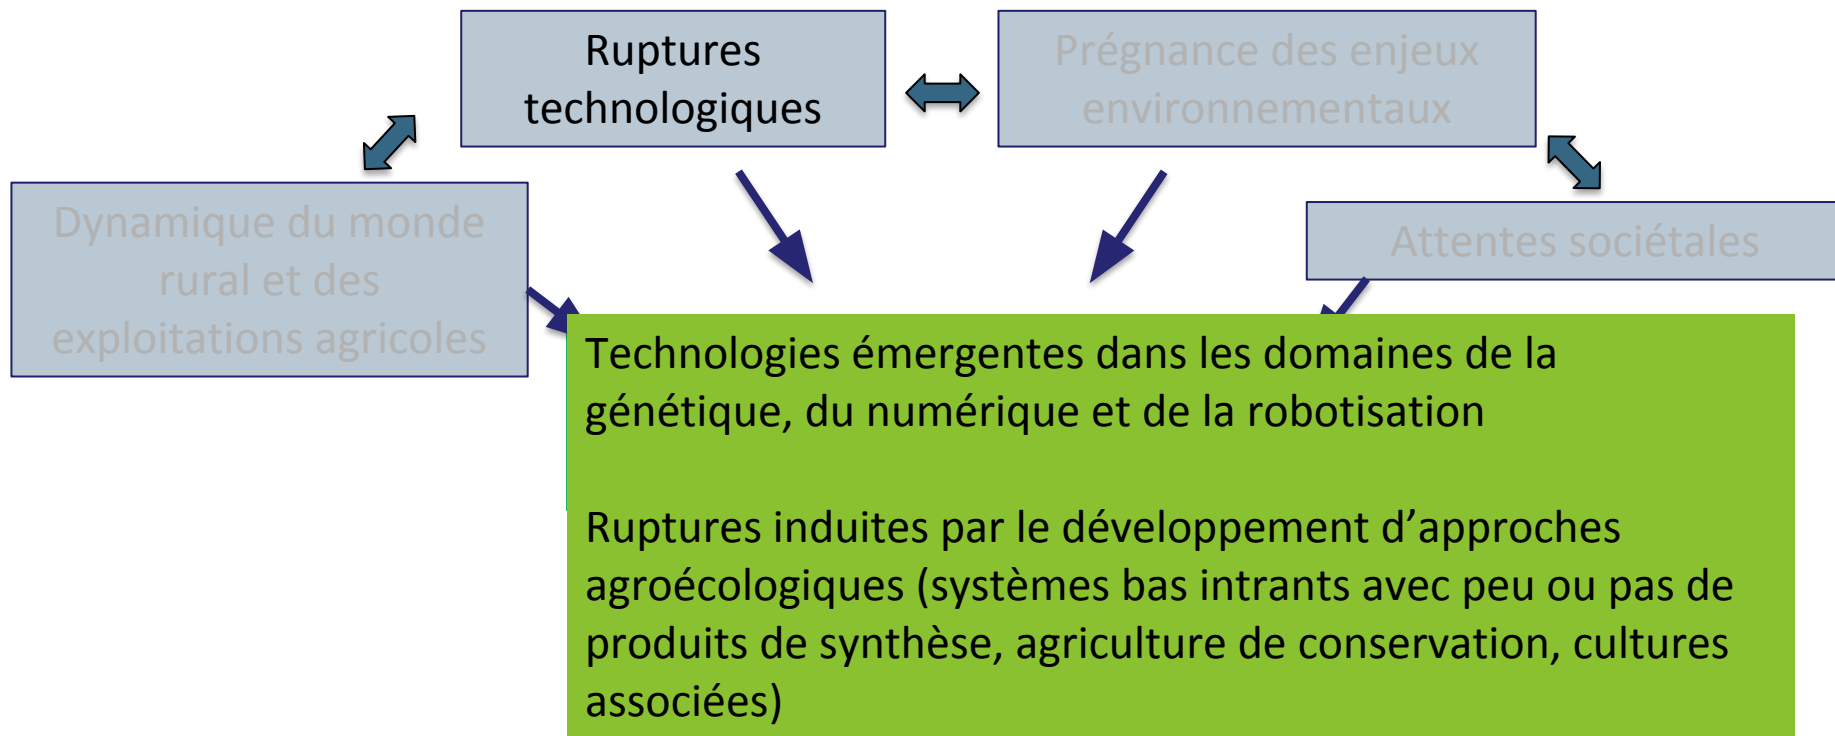 Ruptures
technologiques
Prégnance des enjeux
environnementaux
Dynamique du monde
rural et des
exploitations agricoles
Attentes sociétales
Technologies émergentes dans les domaines de la
génétique, du numérique et de la robotisation
Ruptures induites par le développement d’approches
agroécologiques (systèmes bas intrants avec peu ou pas de
produits de synthèse, agriculture de conservation, cultures
associées)